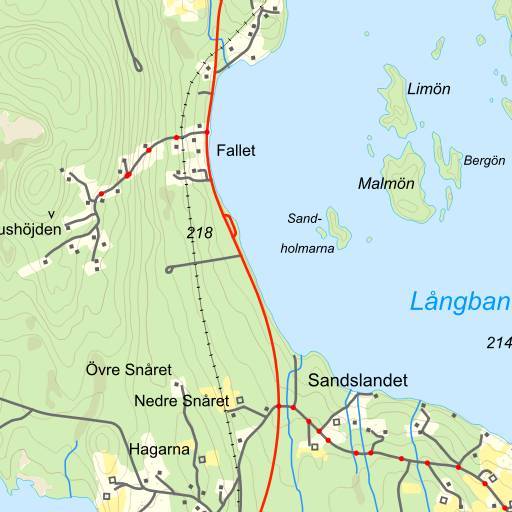 Limön
Fallet
Bergön
Malmön
Sand-
holmarna
v
ushöjden
218
Långban
214
Övre Snåret
Sandslandet
Nedre Snåret
Hagarna